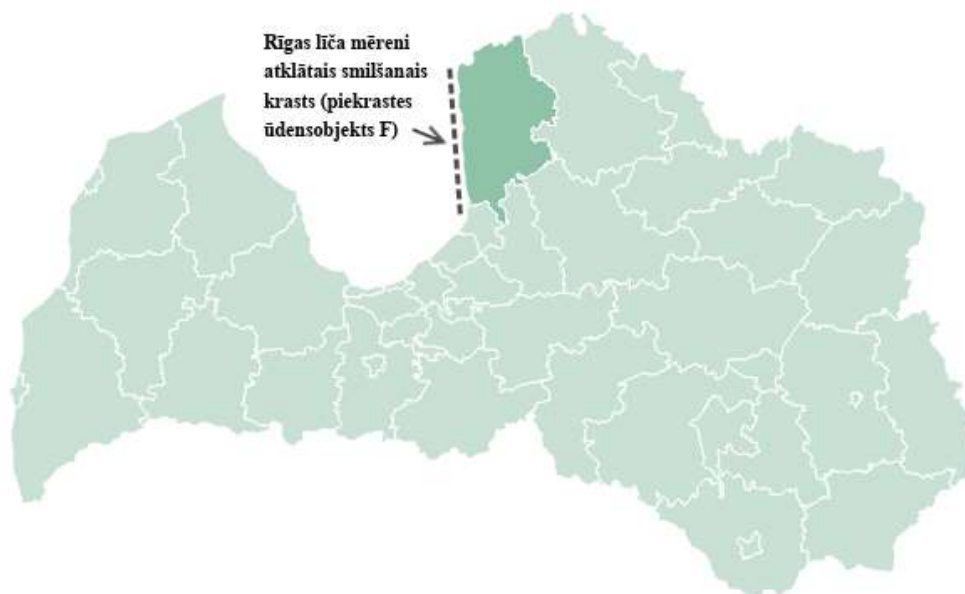 Rīgas līča mēreni
atklātais smilšanais
krasts (piekrastes
ūdensobjekts F)